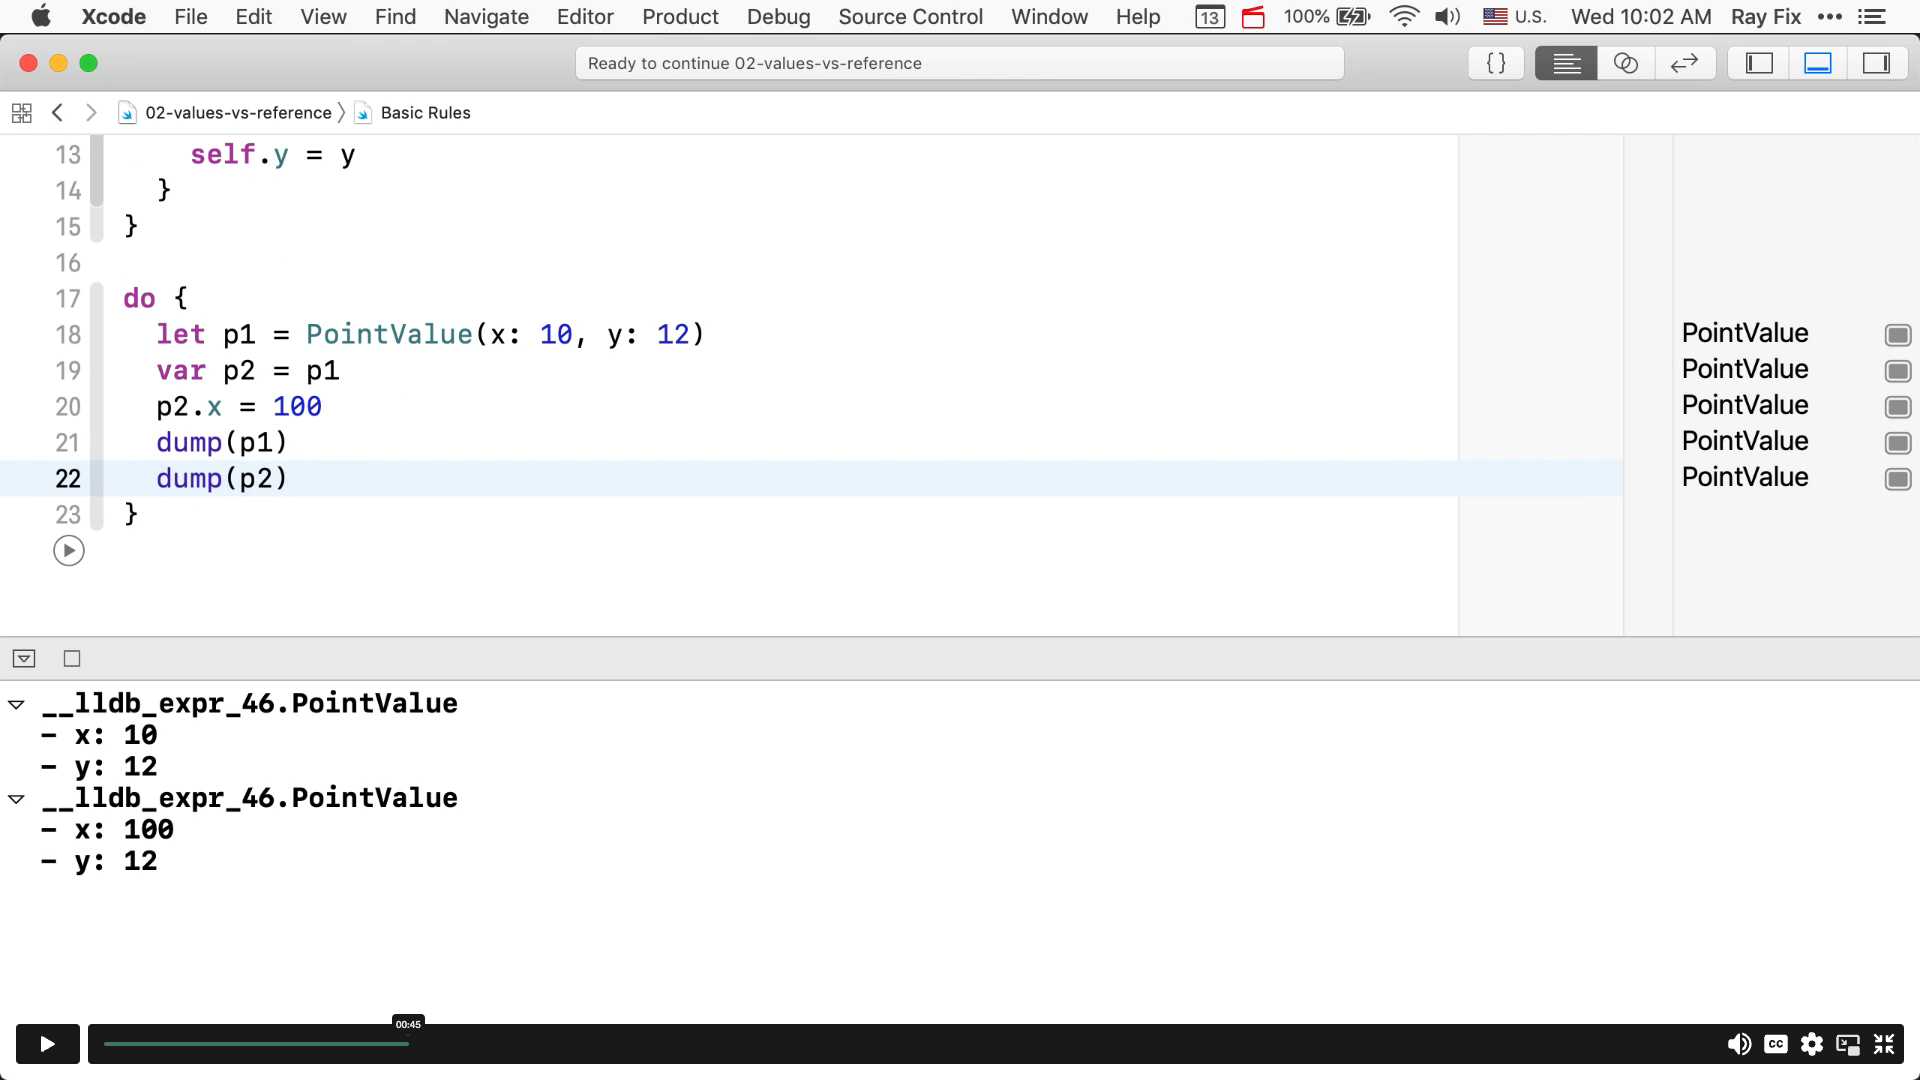 Xcode File Edit View Find Navigate Editor Product Debug Source Control Window Help 13 100% U.S. Wed 10:02 AM Ray Fix •••
Ready to continue 02-values-vs-reference { }
02-values-vs-reference 〉 Basic Rules
13 self.y = y
14 }
15 }
16
17 do {
18 let p1 = PointValue(x: 10, y: 12) PointValue
19 var p2 = p1 PointValue
20 p2.x = 100 PointValue
21 dump(p1) PointValue
22 dump(p2) PointValue
23 }
__lldb_expr_46.PointValue
- x: 10
- y: 12
__lldb_expr_46.PointValue
- x: 100
- y: 12
00:45
CC